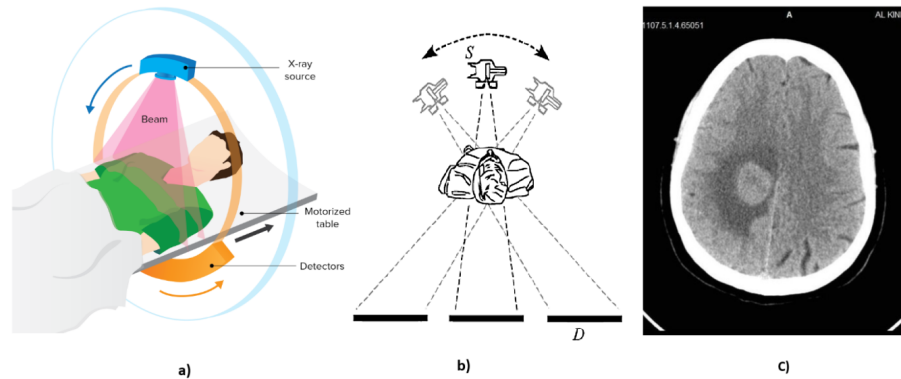 X-ray
source
Beam
Motorized
table
Detectors
a)
S
D
b)
A
AL KIN
1107.5.1.4.65051
C)